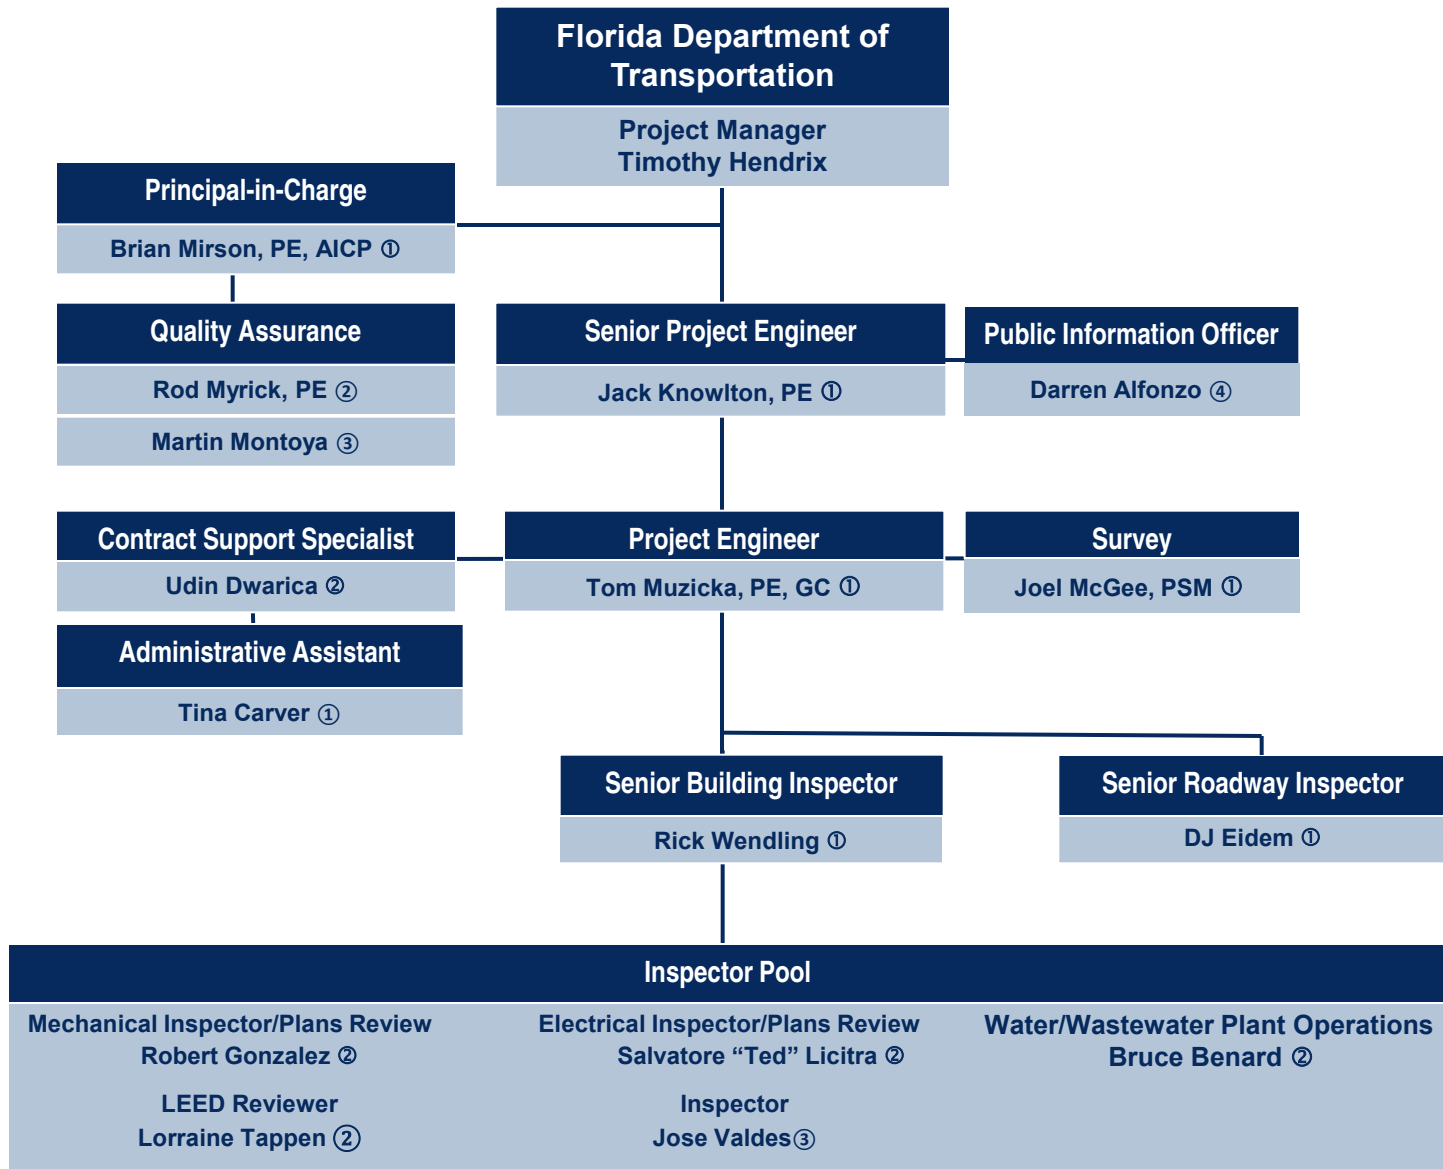 Florida Department of
Transportation
Project Manager
Timothy Hendrix
Principal-in-Charge
Brian Mirson, PE, AICP ①
Quality Assurance
Rod Myrick, PE ②
Martin Montoya ③
Senior Project Engineer
Jack Knowlton, PE ①
Public Information Officer
Darren Alfonzo ④
Contract Support Specialist
Udin Dwarica ②
Administrative Assistant
Tina Carver ①
Project Engineer
Tom Muzicka, PE, GC ①
Survey
Joel McGee, PSM ①
Senior Building Inspector
Rick Wendling ①
Senior Roadway Inspector
DJ Eidem ①
Inspector Pool
Mechanical Inspector/Plans Review
Robert Gonzalez ②
LEED Reviewer
Lorraine Tappen ②
Electrical Inspector/Plans Review
Salvatore “Ted” Licitra ②
Inspector
Jose Valdes③
Water/Wastewater Plant Operations
Bruce Benard ②